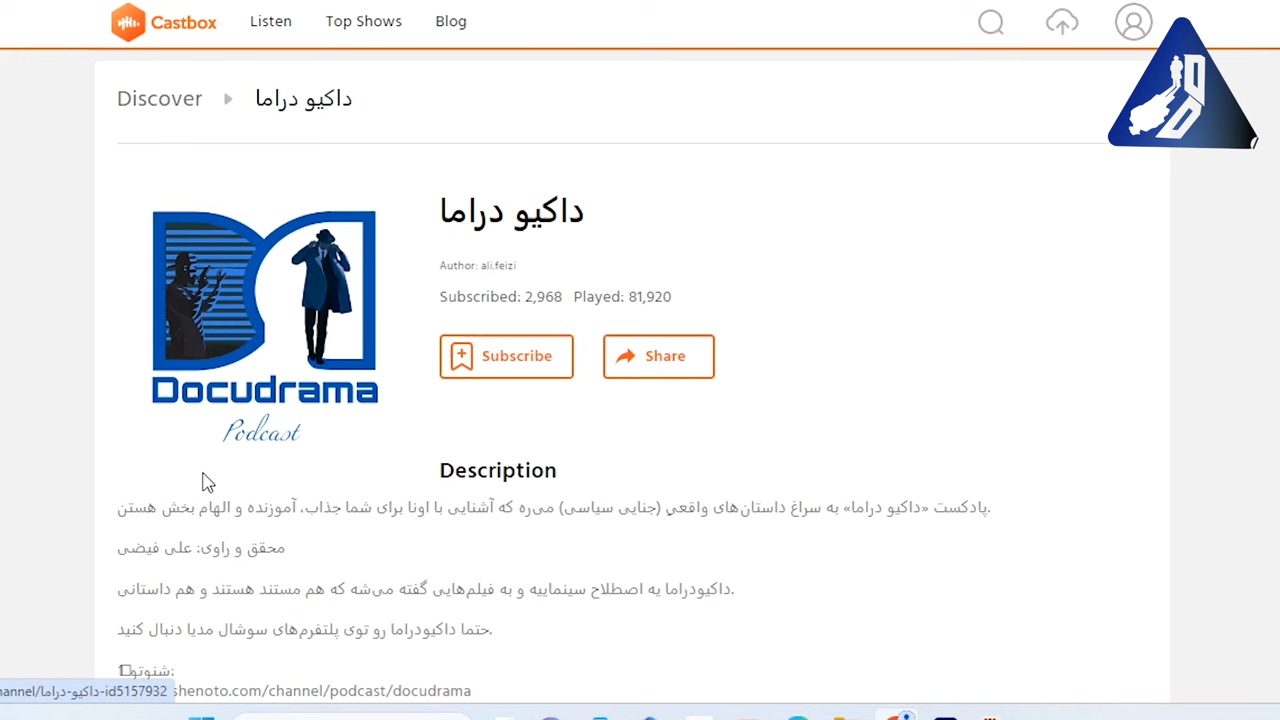 Castbox
Listen
Top Shows
Blog
Discover
داکیو دراما
Docudrama
Podcast
داکیو دراما
Author: ali.feizi
Subscribed: 2,968 Played: 81,920
Subscribe
Share
Description
پادکست «داکیو دراما» به سراغ داستان‌های واقعی (جنایی سیاسی) می‌ره که آشنایی با اونا برای شما جذاب، آموزنده و الهام بخش هستن.
محقق و راوی: علی فیضی
داکیودراما یه اصطلاح سینماییه و به فیلم‌هایی گفته می‌شه که هم مستند هستند و هم داستانی.
حتما داکیودراما رو توی پلتفرم‌های سوشال مدیا دنبال کنید.
1 شنوتو:
shenoto.com/channel/podcast/docudrama
hannel/داکیو-دراما-id5157932